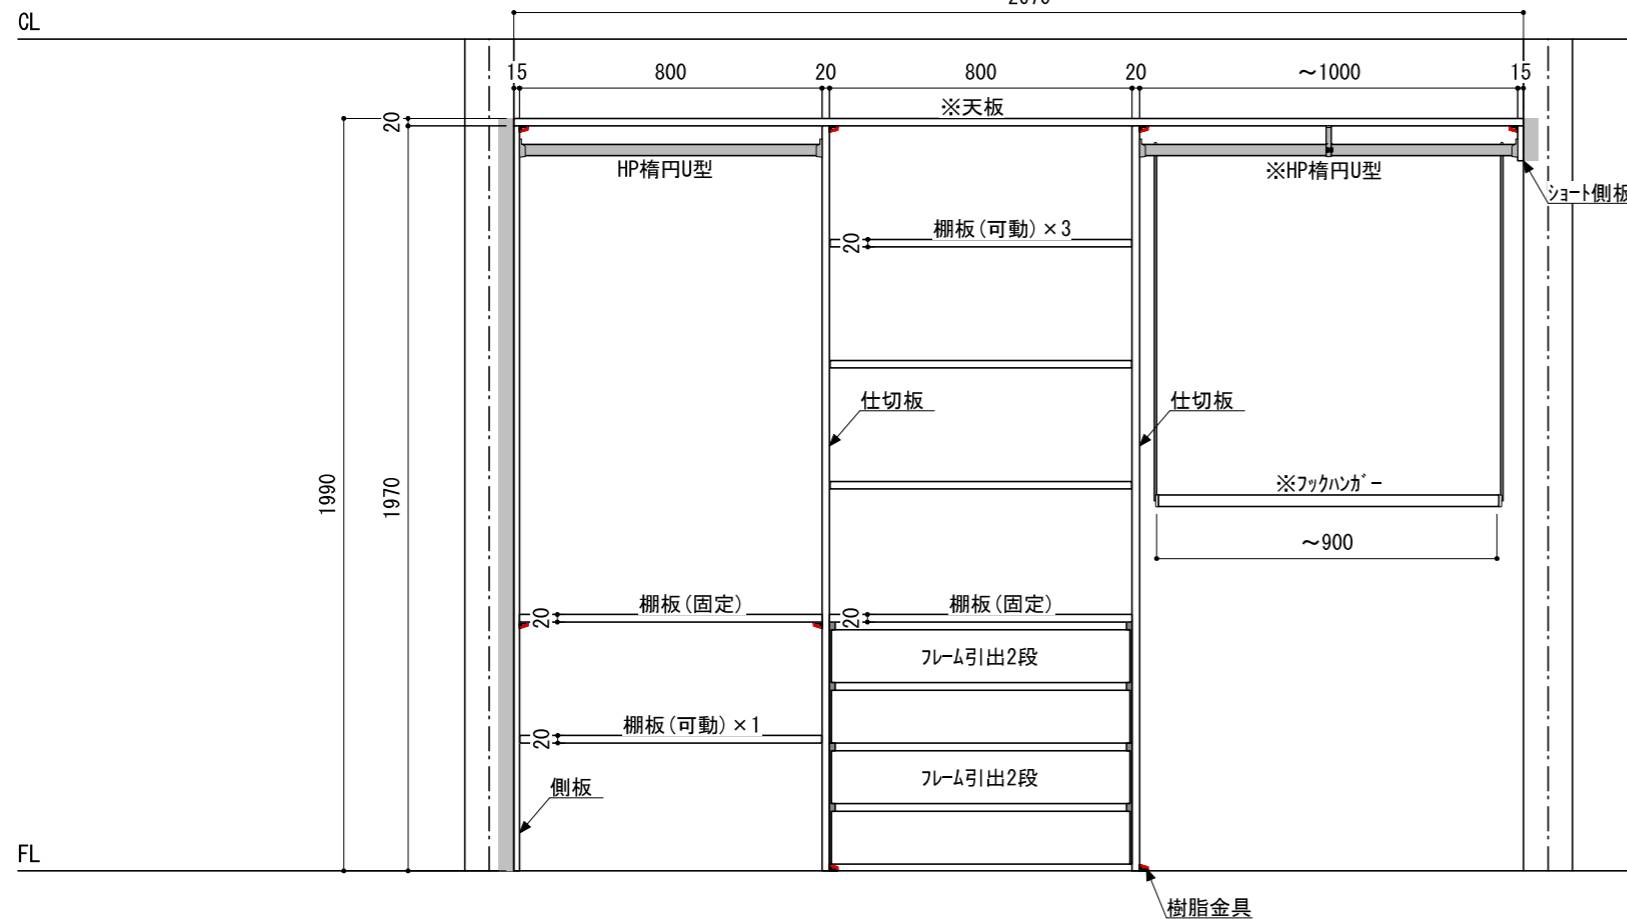 CL
15
800
20
800
20
～1000
15
※天板
20
HP楕円U型
※HP楕円U型
ｼｮｰﾄ側板
棚板(可動)×3
20
仕切板
仕切板
1990
1970
※ﾌｯｸﾊﾝｶﾞｰ
～900
棚板(固定)
20
棚板(固定)
20
ﾌﾚｰﾑ引出2段
棚板(可動)×1
20
ﾌﾚｰﾑ引出2段
側板
FL
樹脂金具